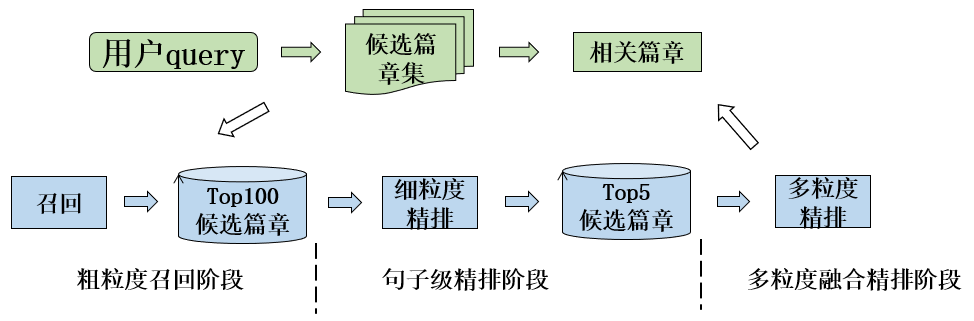 用户query
候选篇
章集
相关篇章
召回
Top100
候选篇章
细粒度
精排
Top5
候选篇章
多粒度
精排
粗粒度召回阶段
句子级精排阶段
多粒度融合精排阶段